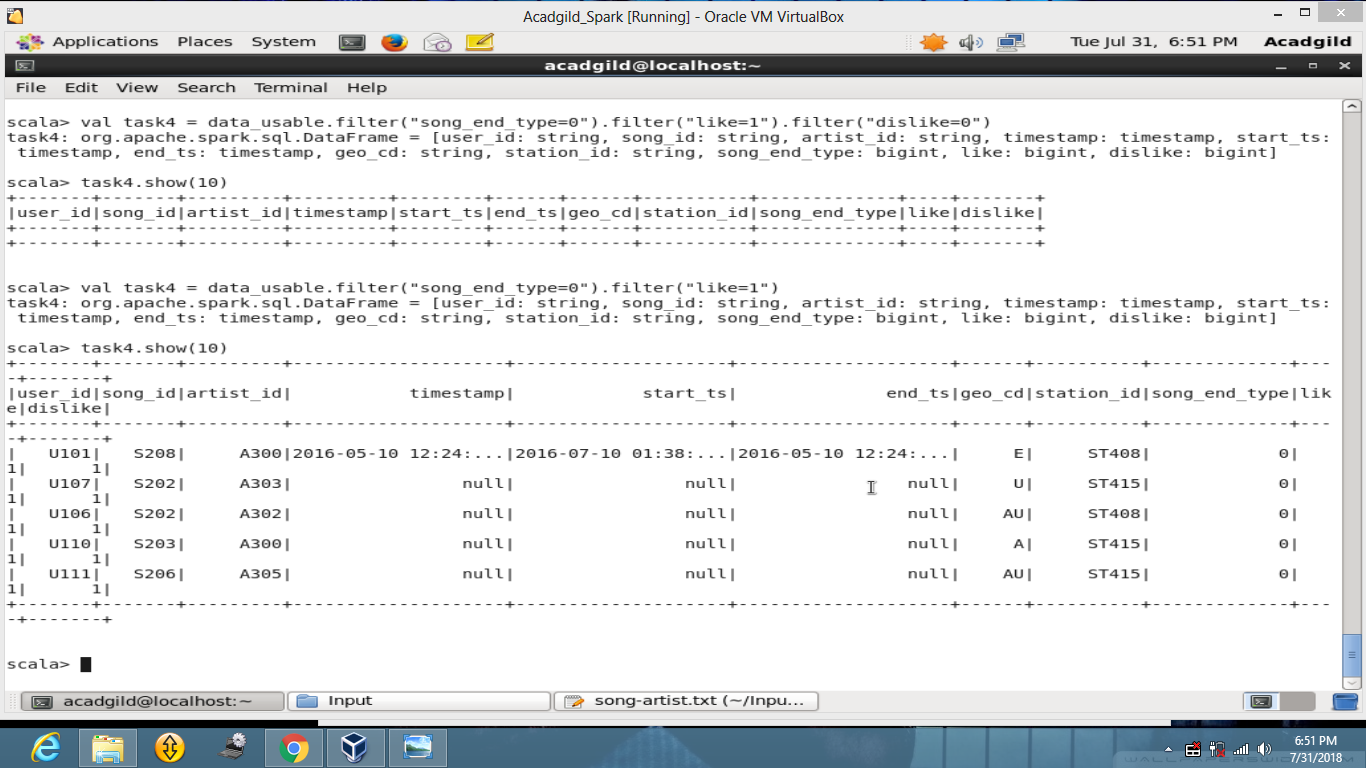 Acadgild_Spark [Running] - Oracle VM VirtualBox
Applications Places System Tue Jul 31, 6:51 PM Acadgild
acadgild@localhost:~
File Edit View Search Terminal Help
scala> val task4 = data_usable.filter("song_end_type=0").filter("like=1").filter("dislike=0")
task4: org.apache.spark.sql.DataFrame = [user_id: string, song_id: string, artist_id: string, timestamp: timestamp, start_ts:
 timestamp, end_ts: timestamp, geo_cd: string, station_id: string, song_end_type: bigint, like: bigint, dislike: bigint]
scala> task4.show(10)
+-------+-------+---------+---------+--------+------+------+----------+-------------+----+-------+
|user_id|song_id|artist_id|timestamp|start_ts|end_ts|geo_cd|station_id|song_end_type|like|dislike|
+-------+-------+---------+---------+--------+------+------+----------+-------------+----+-------+
+-------+-------+---------+---------+--------+------+------+----------+-------------+----+-------+
scala> val task4 = data_usable.filter("song_end_type=0").filter("like=1")
task4: org.apache.spark.sql.DataFrame = [user_id: string, song_id: string, artist_id: string, timestamp: timestamp, start_ts:
 timestamp, end_ts: timestamp, geo_cd: string, station_id: string, song_end_type: bigint, like: bigint, dislike: bigint]
scala> task4.show(10)
+-------+-------+---------+--------------------+--------------------+--------------------+------+----------+-------------+---
-+-------+
|user_id|song_id|artist_id|           timestamp|            start_ts|              end_ts|geo_cd|station_id|song_end_type|lik
e|dislike|
+-------+-------+---------+--------------------+--------------------+--------------------+------+----------+-------------+---
-+-------+
|   U101|   S208|     A300|2016-05-10 12:24:...|2016-07-10 01:38:...|2016-05-10 12:24:...|     E|     ST408|            0|
1|      1|
|   U107|   S202|     A303|                null|                null|                null|     U|     ST415|            0|
1|      1|
|   U106|   S202|     A302|                null|                null|                null|    AU|     ST408|            0|
1|      1|
|   U110|   S203|     A300|                null|                null|                null|     A|     ST415|            0|
1|      1|
|   U111|   S206|     A305|                null|                null|                null|    AU|     ST415|            0|
1|      1|
+-------+-------+---------+--------------------+--------------------+--------------------+------+----------+-------------+---
-+-------+
scala>
acadgild@localhost:~ Input song-artist.txt (~/Inpu...
6:51 PM
7/31/2018